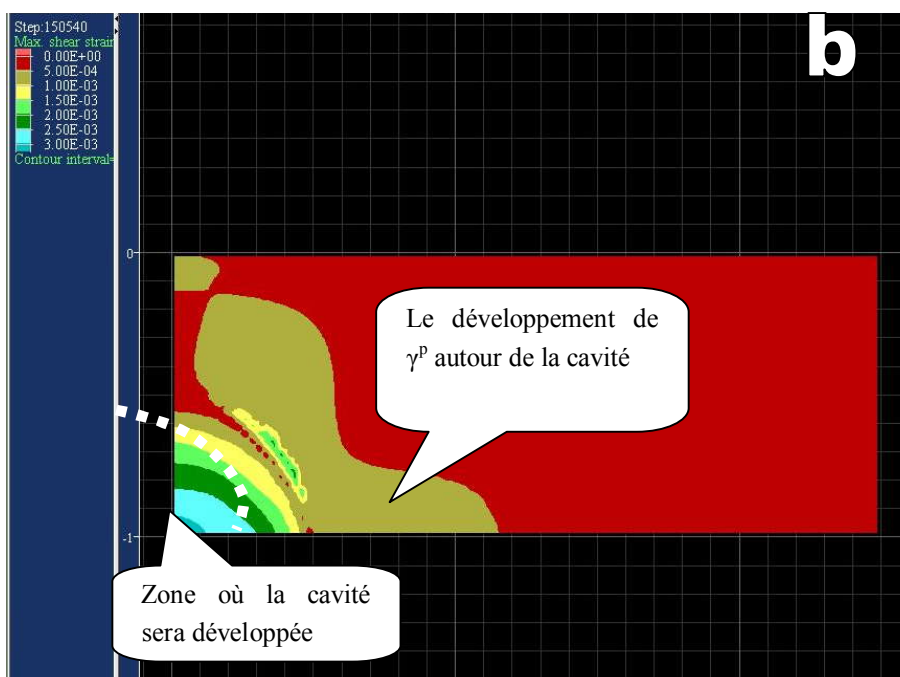 Step:150540
Max. shear strain
0.00E+00
5.00E-04
1.00E-03
1.50E-03
2.00E-03
2.50E-03
3.00E-03
Contour interval=
b
0
Le développement de
γᵖ autour de la cavité
-1
Zone où la cavité
sera développée